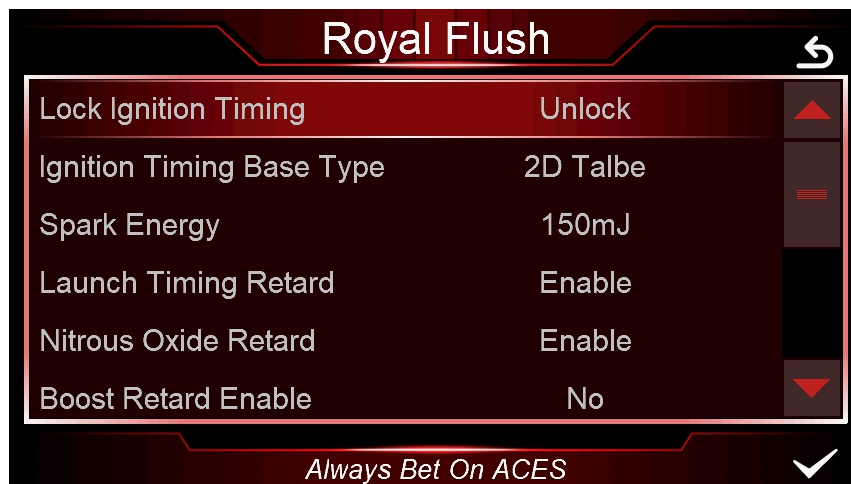 Royal Flush
Lock Ignition Timing Unlock
Ignition Timing Base Type 2D Talbe
Spark Energy 150mJ
Launch Timing Retard Enable
Nitrous Oxide Retard Enable
Boost Retard Enable No
Always Bet On ACES